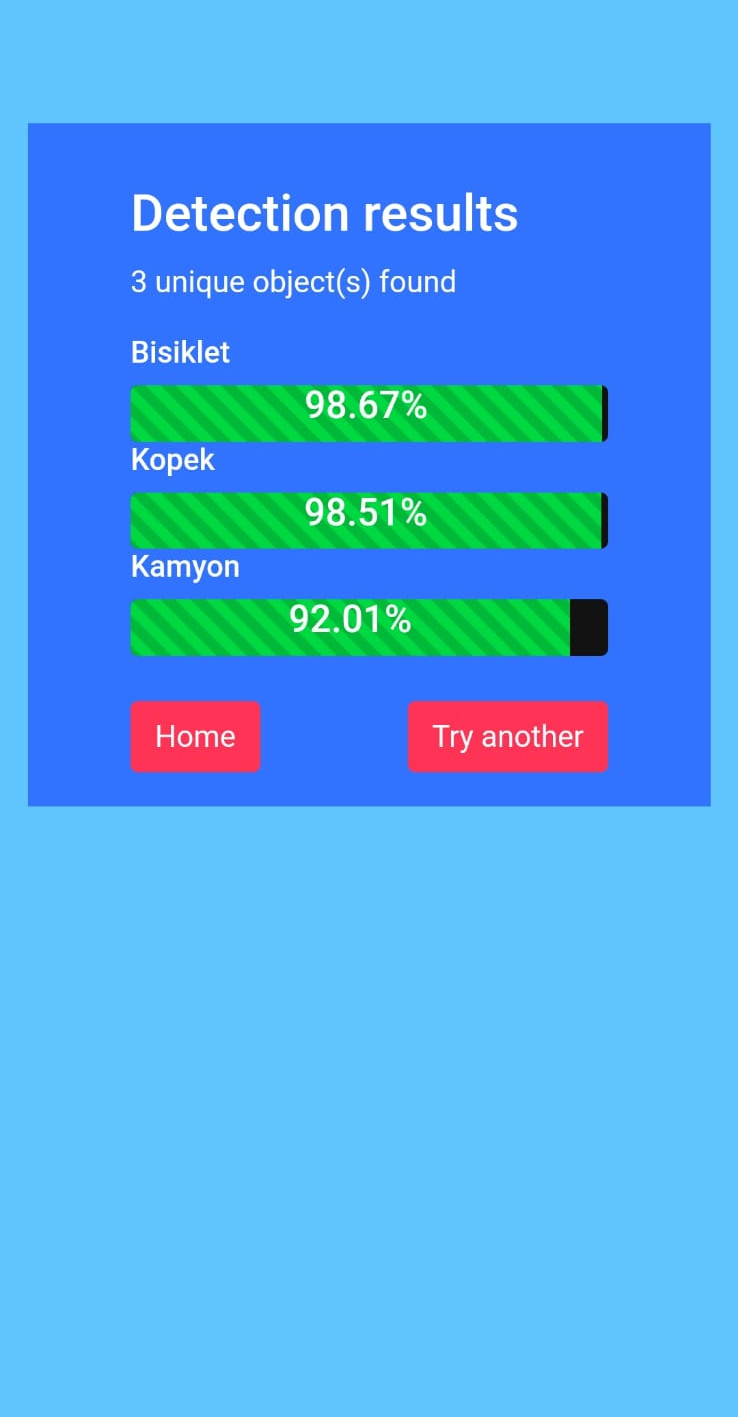 Detection results
3 unique object(s) found
Bisiklet
98.67%
Kopek
98.51%
Kamyon
92.01%
Home
Try another